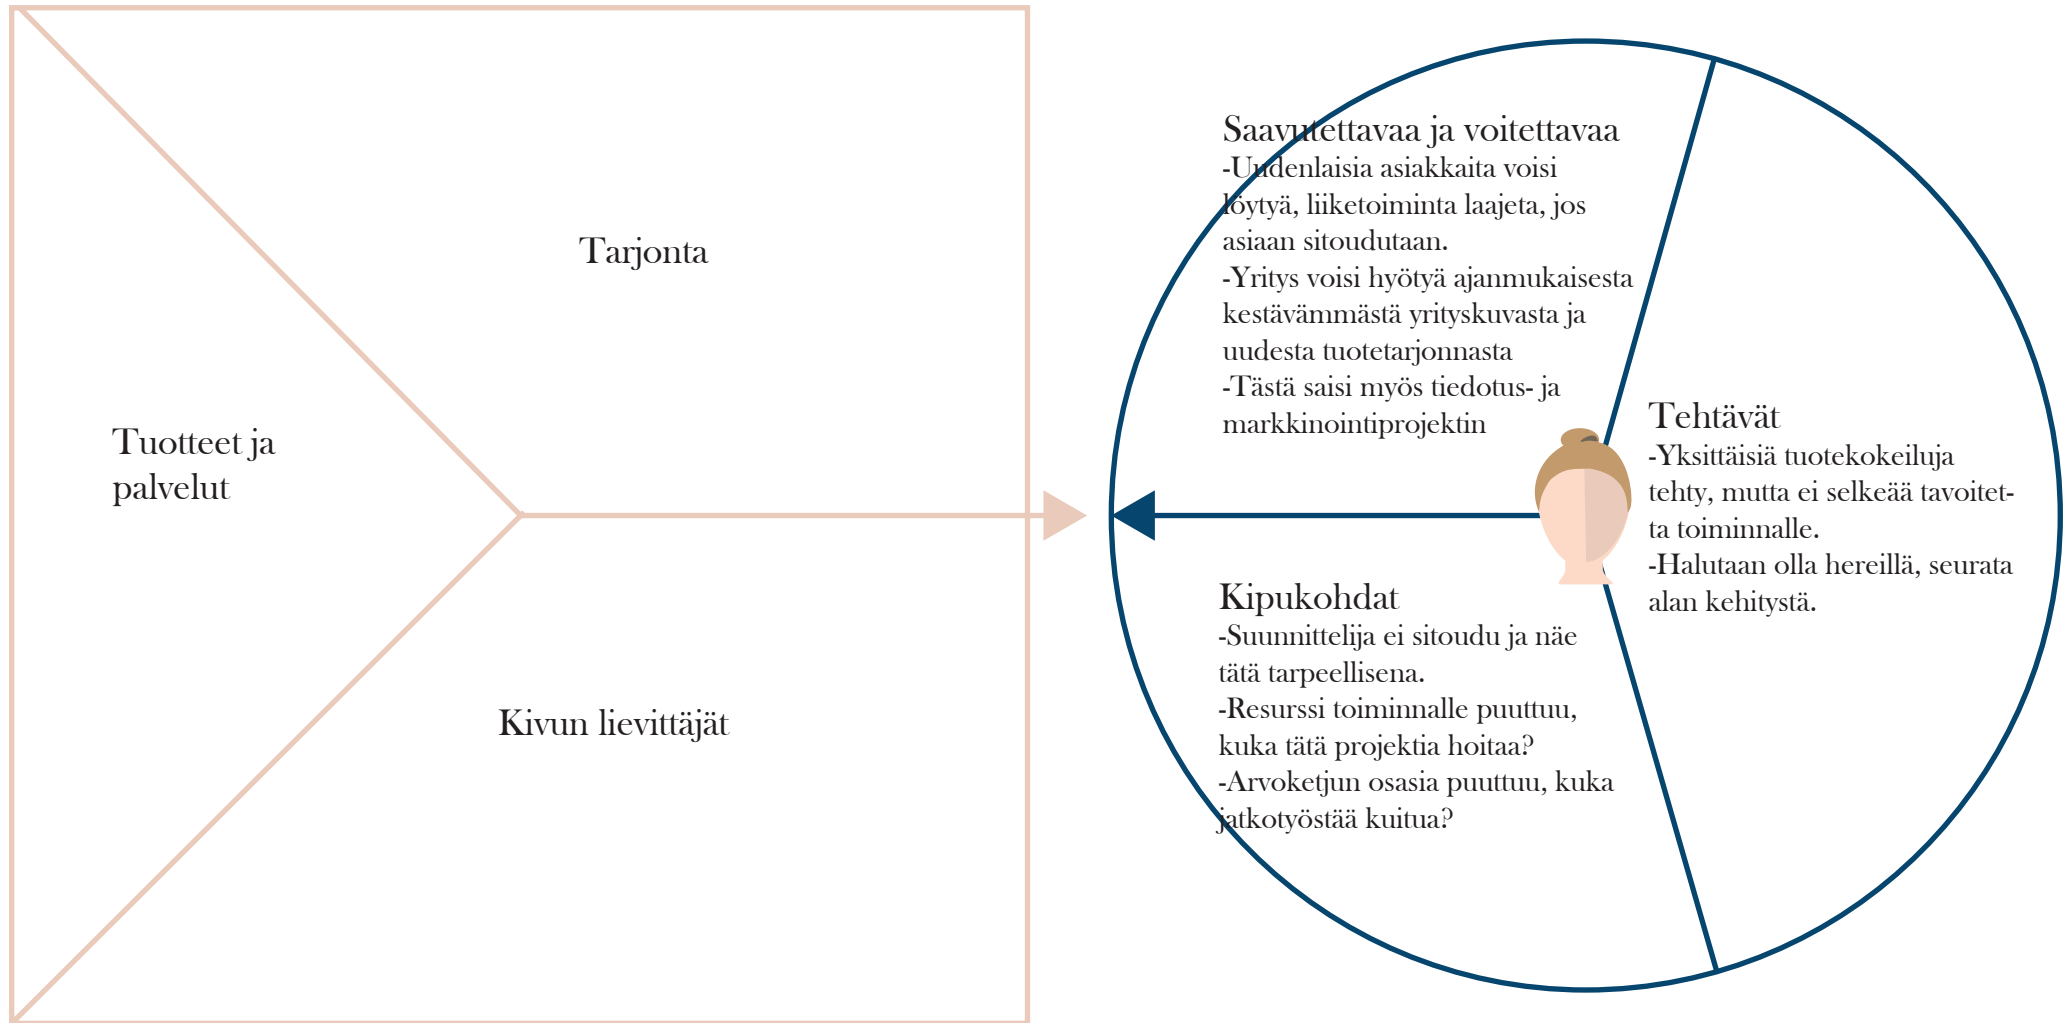 Tarjonta
Tuotteet ja
palvelut
Kivun lievittäjät
Saavutettavaa ja voitettavaa
-Uudenlaisia asiakkaita voisi
löytyä, liiketoiminta laajeta, jos
asiaan sitoudutaan.
-Yritys voisi hyötyä ajanmukaisesta
kestävämmästä yrityskuvasta ja
uudesta tuotetarjonnasta
-Tästä saisi myös tiedotus- ja
markkinointiprojektin
Tehtävät
-Yksittäisiä tuotekokeiluja
tehty, mutta ei selkeää tavoitet-
ta toiminnalle.
-Halutaan olla hereillä, seurata
alan kehitystä.
Kipukohdat
-Suunnittelija ei sitoudu ja näe
tätä tarpeellisena.
-Resurssi toiminnalle puuttuu,
kuka tätä projektia hoitaa?
-Arvoketjun osasia puuttuu, kuka
jatkotyöstää kuitua?